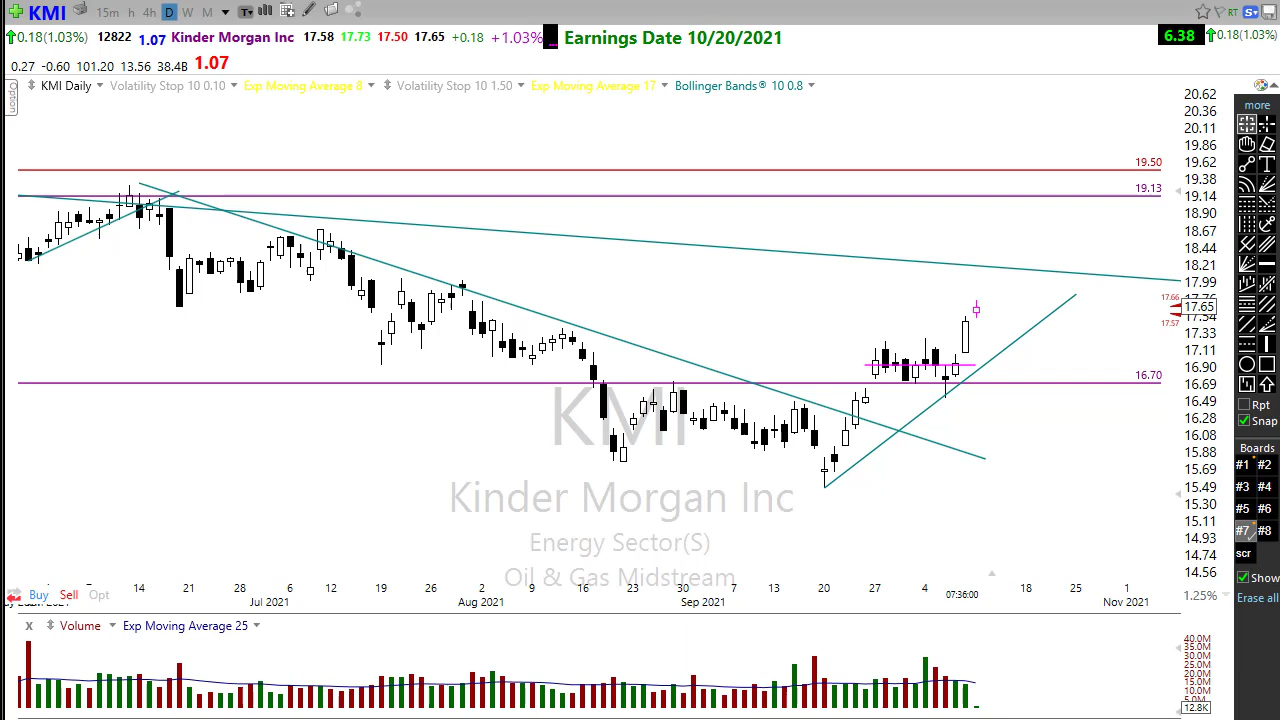 KMI 15m h 4h D W M T RT S
0.18(1.03%) 12822 1.07 Kinder Morgan Inc 17.58 17.73 17.50 17.65 +0.18 +1.03% Earnings Date 10/20/2021 6.38 0.18(1.03%)
0.27 -0.60 101.20 13.56 38.4B 1.07
Option
KMI Daily Volatility Stop 10 0.10 Exp Moving Average 8 Volatility Stop 10 1.50 Exp Moving Average 17 Bollinger Bands® 10 0.8
20.62
20.36
20.11
19.86
19.62
19.38
19.14
18.90
18.67
18.44
18.21
17.99
17.76
17.65
17.54
17.33
17.11
16.90
16.69
16.49
16.28
16.08
15.88
15.69
15.49
15.30
15.11
14.93
14.74
14.56
1.25%
19.50
19.13
17.66
17.57
16.70
KMI
Kinder Morgan Inc
Energy Sector(S)
Oil & Gas Midstream
more
T
Rpt
Snap
Boards
#1 #2
#3 #4
#5 #6
#7 #8
scr
Show
Erase all
Buy Sell Opt
14 21 28 6 12 19 26 2 9 16 23 30 7 13 20 27 4 07:36:00 18 25 1
Jul 2021 Aug 2021 Sep 2021 Nov 2021
X Volume Exp Moving Average 25
40.0M
35.0M
30.0M
25.0M
20.0M
15.0M
10.0M
5.0M
12.8K